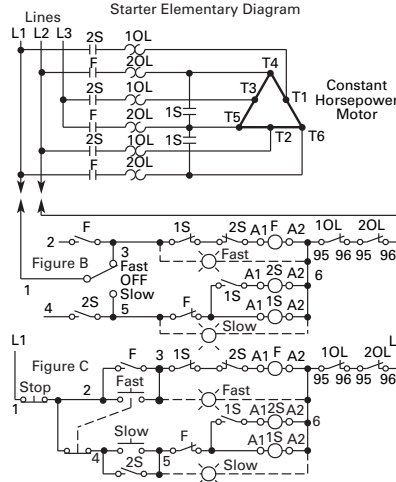 Starter Elementary Diagram
Lines
L1 L2 L3 2S 1OL
F 2OL T4
2S 1OL T3 T1 Constant
1S Horsepower
F 2OL T5 Motor
2S 1OL 1S T2 T6
F 2OL
2 F 1S 2S A1 F A2 1OL 2OL
3 95 96 95 96
Figure B Fast Fast
OFF A1 2S A2 6
1 Slow 1S
4 2S 5 F A1 1S A2
Slow
L1 L
Figure C F 3 1S 2S A1 F A2 1OL 2OL
Stop 2 95 96 95 96
1 Fast Fast
1S A1 2S A2
Slow 6
4 F A1 1S A2
2S 5 Slow